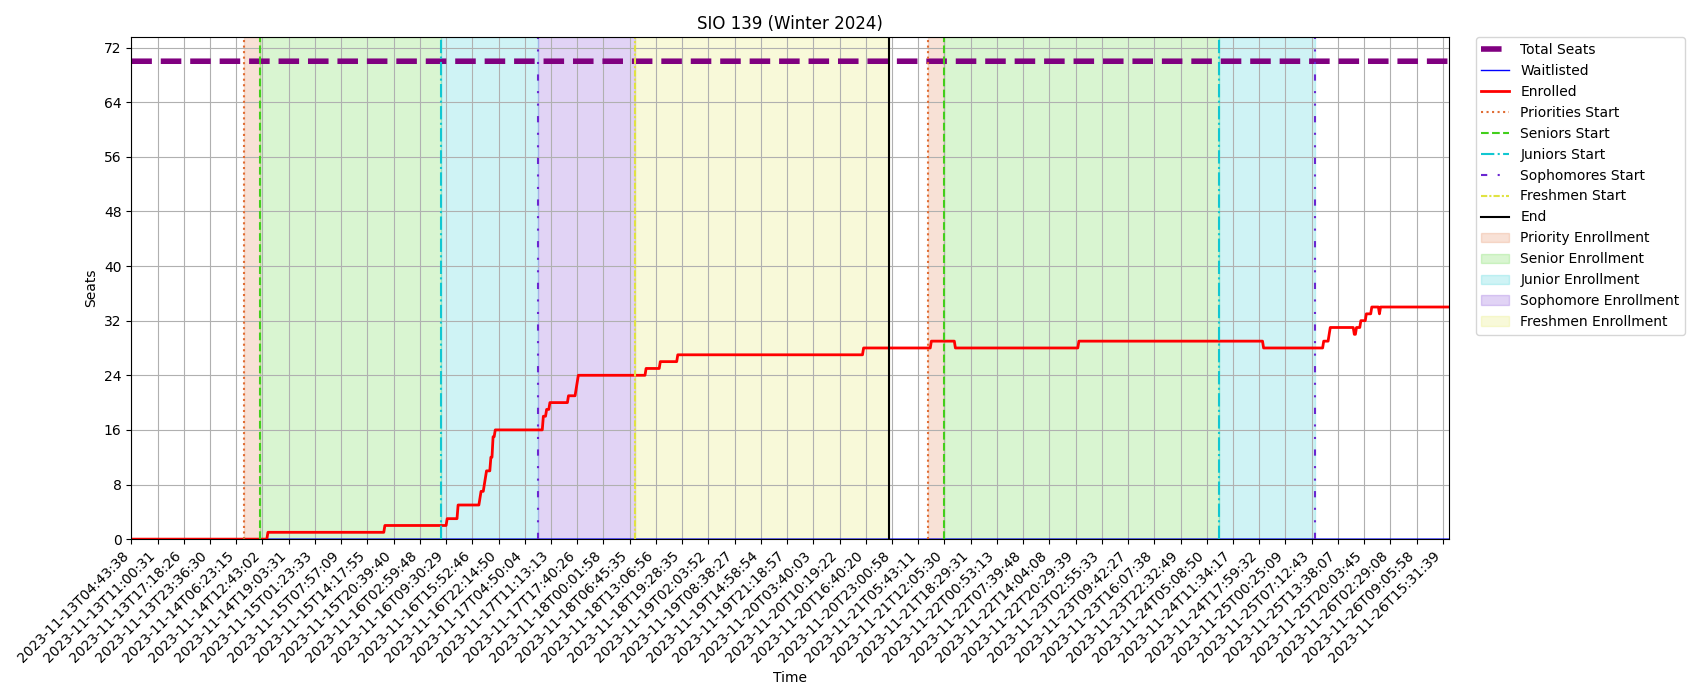 SIO 139 (Winter 2024)
72
64
56
48
40
32
24
16
8
0
Seats
2023-11-13T04:43:38
2023-11-13T11:00:31
2023-11-13T17:18:26
2023-11-13T23:36:30
2023-11-14T06:23:15
2023-11-14T12:43:02
2023-11-14T19:03:31
2023-11-15T01:23:33
2023-11-15T07:57:09
2023-11-15T14:17:55
2023-11-15T20:39:40
2023-11-16T02:59:48
2023-11-16T09:30:29
2023-11-16T15:52:46
2023-11-16T22:14:50
2023-11-17T04:50:04
2023-11-17T11:13:13
2023-11-17T17:40:26
2023-11-18T00:01:58
2023-11-18T06:45:35
2023-11-18T13:06:56
2023-11-18T19:28:35
2023-11-19T02:03:52
2023-11-19T08:38:27
2023-11-19T14:58:54
2023-11-19T21:18:57
2023-11-20T03:40:03
2023-11-20T10:19:22
2023-11-20T16:40:20
2023-11-20T23:00:58
2023-11-21T05:43:11
2023-11-21T12:05:30
2023-11-21T18:29:31
2023-11-22T00:53:13
2023-11-22T07:39:48
2023-11-22T14:04:08
2023-11-22T20:29:39
2023-11-23T02:55:33
2023-11-23T09:42:27
2023-11-23T16:07:38
2023-11-23T22:32:49
2023-11-24T05:08:50
2023-11-24T11:34:17
2023-11-24T17:59:32
2023-11-25T00:25:09
2023-11-25T07:12:43
2023-11-25T13:38:07
2023-11-25T20:03:45
2023-11-26T02:29:08
2023-11-26T09:05:58
2023-11-26T15:31:39
Time
Total Seats
Waitlisted
Enrolled
Priorities Start
Seniors Start
Juniors Start
Sophomores Start
Freshmen Start
End
Priority Enrollment
Senior Enrollment
Junior Enrollment
Sophomore Enrollment
Freshmen Enrollment